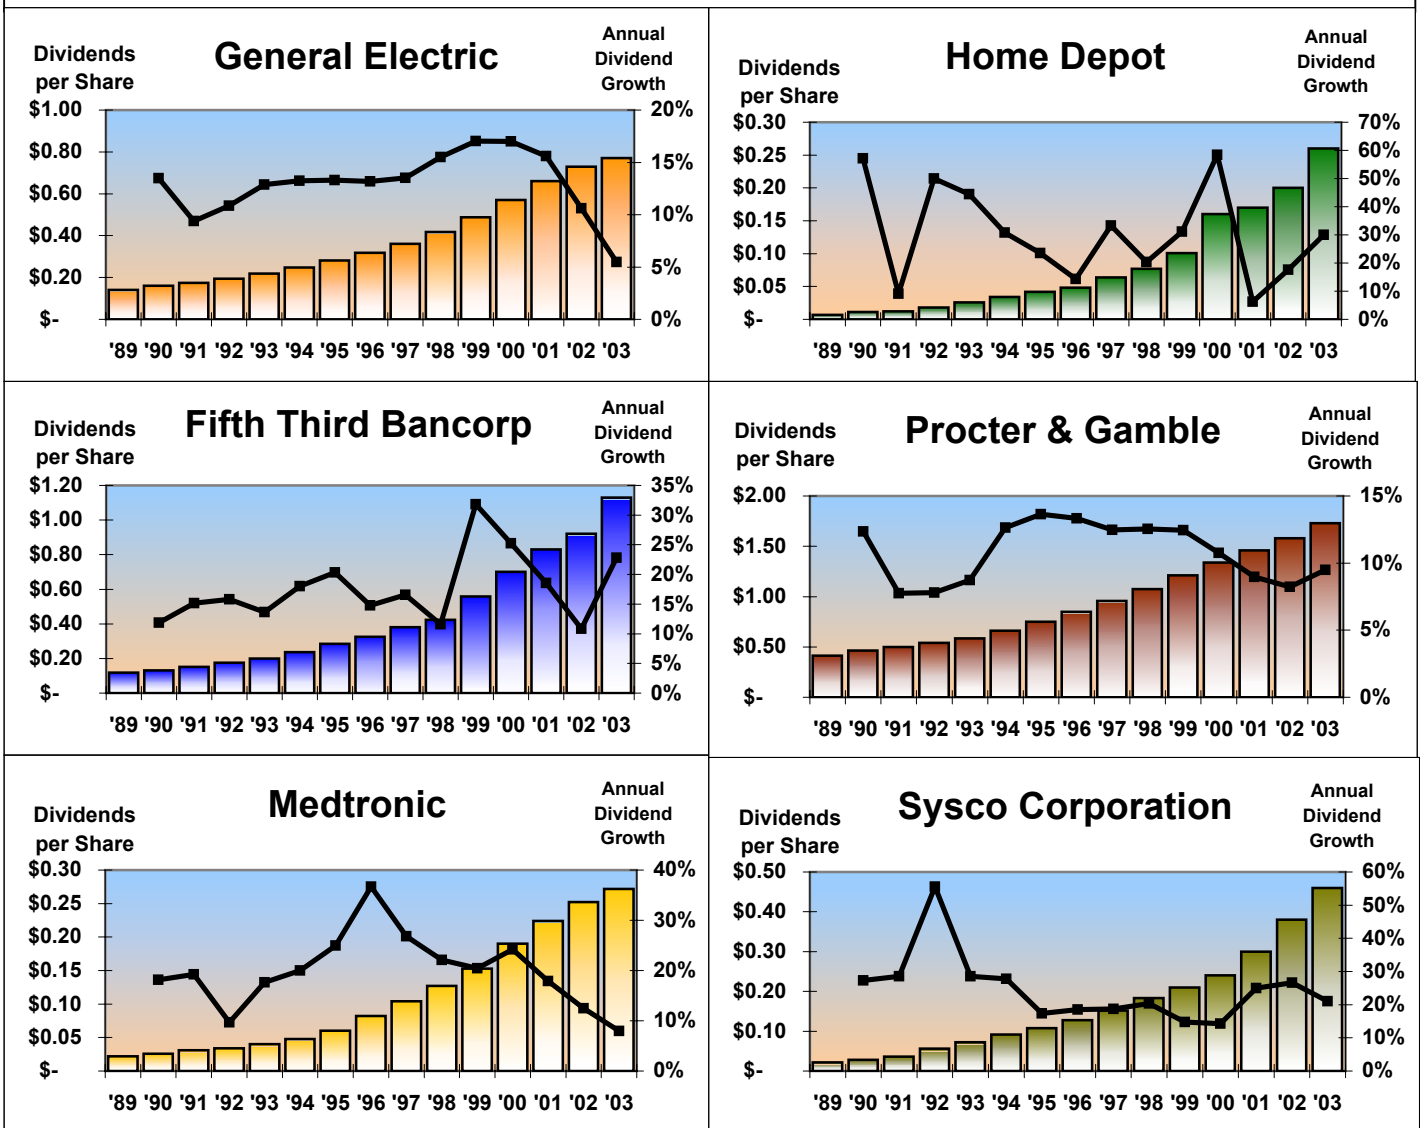 General Electric
Dividends
per Share
Annual
Dividend
Growth
$1.00
$0.80
$0.60
$0.40
$0.20
$-
20%
15%
10%
5%
0%
'89 '90 '91 '92 '93 '94 '95 '96 '97 '98 '99 '00 '01 '02 '03
Home Depot
Dividends
per Share
Annual
Dividend
Growth
$0.30
$0.25
$0.20
$0.15
$0.10
$0.05
$-
70%
60%
50%
40%
30%
20%
10%
0%
'89 '90 '91 '92 '93 '94 '95 '96 '97 '98 '99 '00 '01 '02 '03
Fifth Third Bancorp
Dividends
per Share
Annual
Dividend
Growth
$1.20
$1.00
$0.80
$0.60
$0.40
$0.20
$-
35%
30%
25%
20%
15%
10%
5%
0%
'89 '90 '91 '92 '93 '94 '95 '96 '97 '98 '99 '00 '01 '02 '03
Procter & Gamble
Dividends
per Share
Annual
Dividend
Growth
$2.00
$1.50
$1.00
$0.50
$-
15%
10%
5%
0%
'89 '90 '91 '92 '93 '94 '95 '96 '97 '98 '99 '00 '01 '02 '03
Medtronic
Dividends
per Share
Annual
Dividend
Growth
$0.30
$0.25
$0.20
$0.15
$0.10
$0.05
$-
40%
30%
20%
10%
0%
'89 '90 '91 '92 '93 '94 '95 '96 '97 '98 '99 '00 '01 '02 '03
Sysco Corporation
Dividends
per Share
Annual
Dividend
Growth
$0.50
$0.40
$0.30
$0.20
$0.10
$-
60%
50%
40%
30%
20%
10%
0%
'89 '90 '91 '92 '93 '94 '95 '96 '97 '98 '99 '00 '01 '02 '03